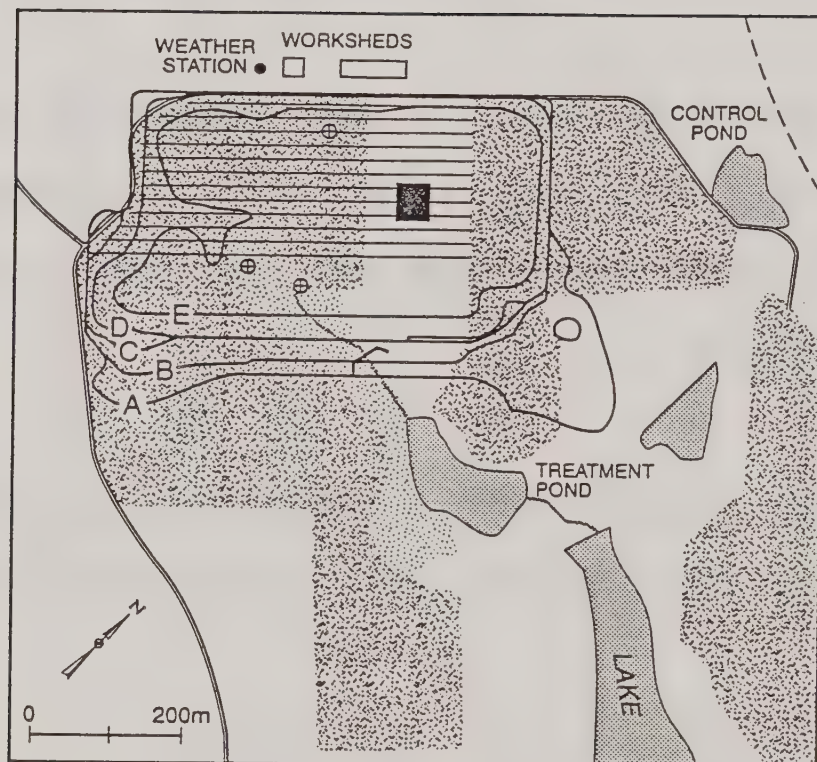 WEATHER
STATION
WORKSHEDS
CONTROL
POND
E
D
C
B
A
TREATMENT
POND
N
LAKE
0 200m